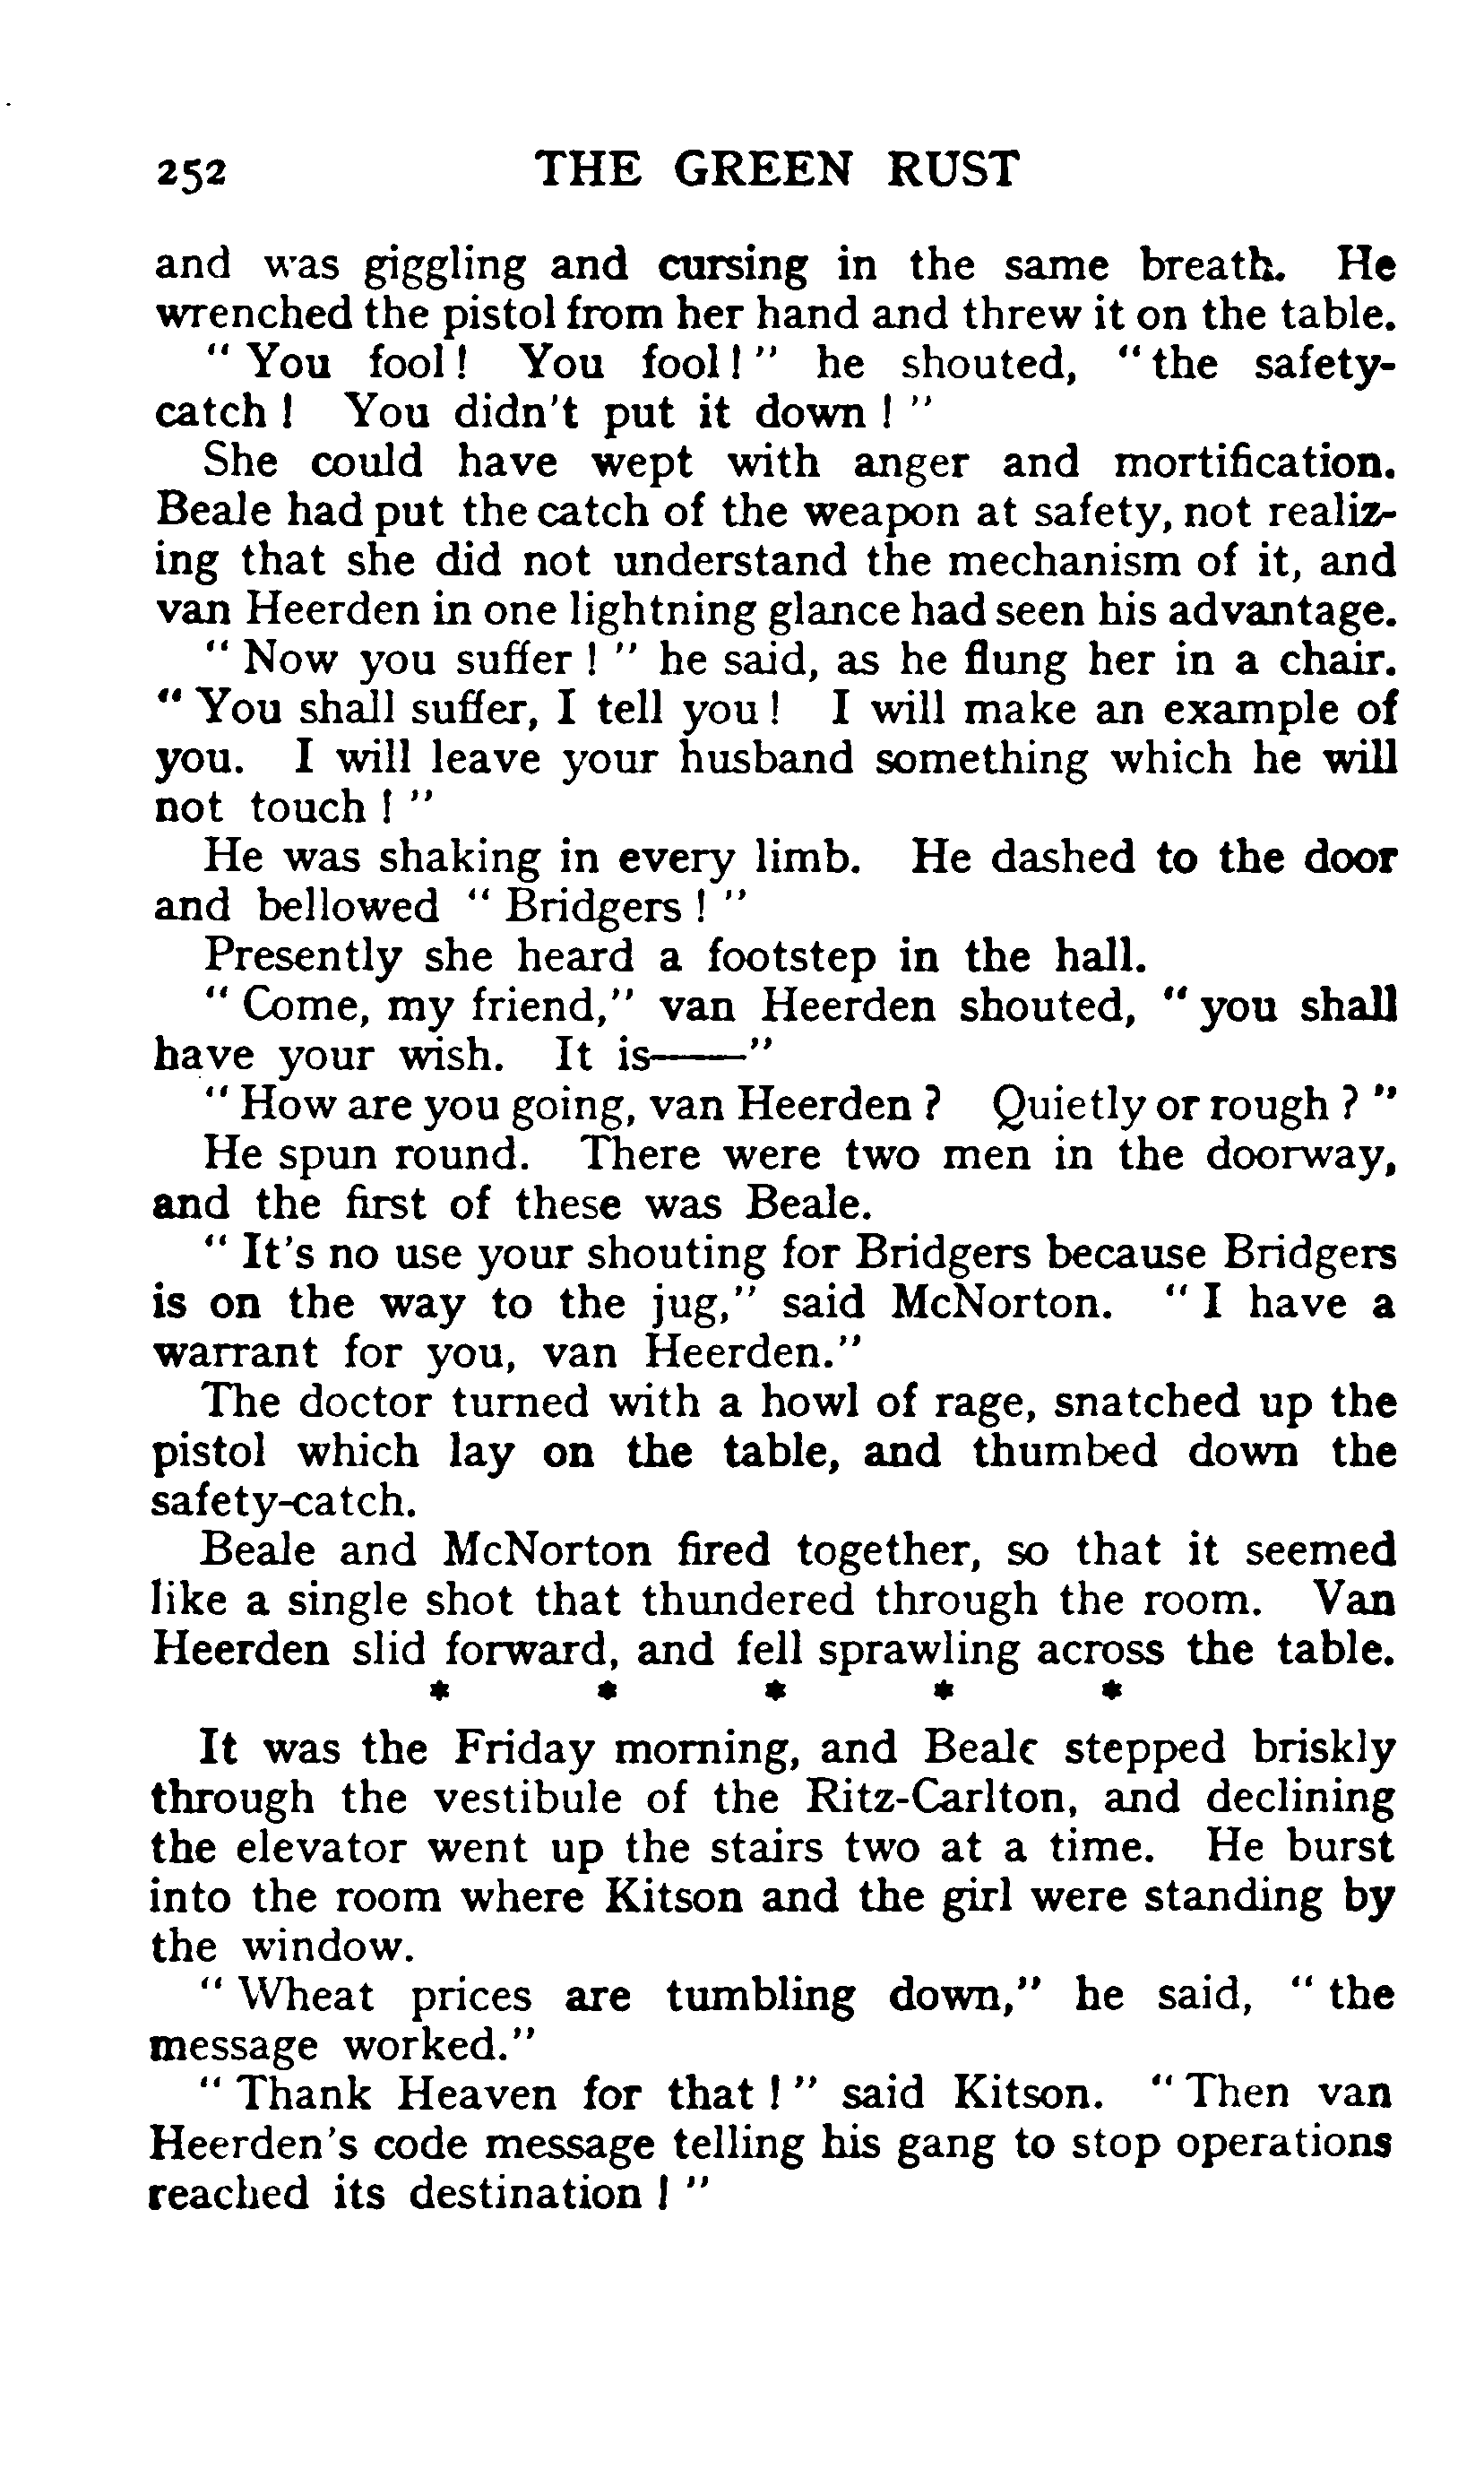 252 THE GREEN RUST
and was giggling and cursing in the same breath. He
wrenched the pistol from her hand and threw it on the table.
" You fool! You fool! " he shouted, " the safety-
catch ! You didn't put it down ! "
She could have wept with anger and mortification.
Beale had put the catch of the weapon at safety, not realiz-
ing that she did not understand the mechanism of it, and
van Heerden in one lightning glance had seen his advantage.
" Now you suffer ! " he said, as he flung her in a chair.
" You shall suffer, I tell you ! I will make an example of
you. I will leave your husband something which he will
not touch ! "
He was shaking in every limb. He dashed to the door
and bellowed " Bridgers ! "
Presently she heard a footstep in the hall.
" Come, my friend," van Heerden shouted, " you shall
have your wish. It is——"
" How are you going, van Heerden ? Quietly or rough ? "
He spun round. There were two men in the doorway,
and the first of these was Beale.
" It's no use your shouting for Bridgers because Bridgers
is on the way to the jug," said McNorton. " I have a
warrant for you, van Heerden."
The doctor turned with a howl of rage, snatched up the
pistol which lay on the table, and thumbed down the
safety-catch.
Beale and McNorton fired together, so that it seemed
like a single shot that thundered through the room. Van
Heerden slid forward, and fell sprawling across the table.
* * * * *
It was the Friday morning, and Beale stepped briskly
through the vestibule of the Ritz-Carlton, and declining
the elevator went up the stairs two at a time. He burst
into the room where Kitson and the girl were standing by
the window.
" Wheat prices are tumbling down," he said, " the
message worked."
" Thank Heaven for that ! " said Kitson. " Then van
Heerden's code message telling his gang to stop operations
reached its destination ! "